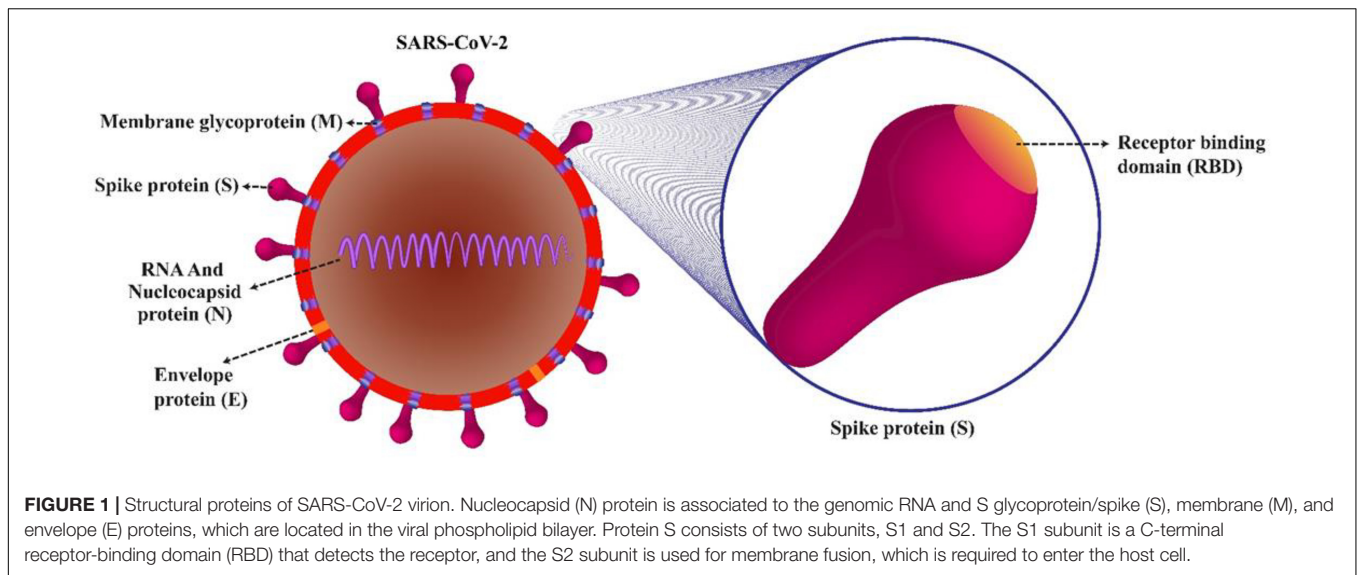 SARS-CoV-2
Membrane glycoprotein (M)
Spike protein (S)
RNA And
Nucleocapsid
protein (N)
Envelope
protein (E)
Receptor binding
domain (RBD)
Spike protein (S)
FIGURE 1 | Structural proteins of SARS-CoV-2 virion. Nucleocapsid (N) protein is associated to the genomic RNA and S glycoprotein/spike (S), membrane (M), and
envelope (E) proteins, which are located in the viral phospholipid bilayer. Protein S consists of two subunits, S1 and S2. The S1 subunit is a C-terminal
receptor-binding domain (RBD) that detects the receptor, and the S2 subunit is used for membrane fusion, which is required to enter the host cell.